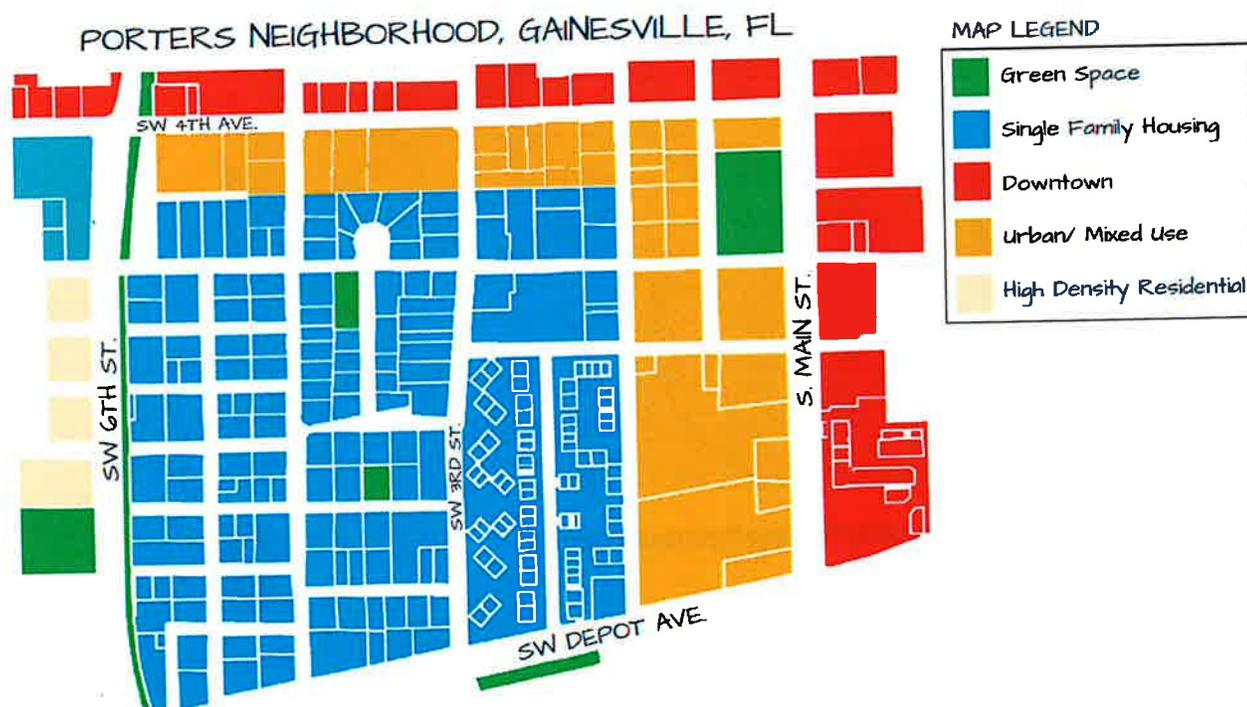 PORTERS NEIGHBORHOOD, GAINESVILLE, FL
MAP LEGEND
Green Space
Single Family Housing
Downtown
Urban/ Mixed Use
High Density Residential
SW 4TH AVE.
SW 6TH ST.
SW 3RD ST.
S. MAIN ST.
SW DEPOT AVE.